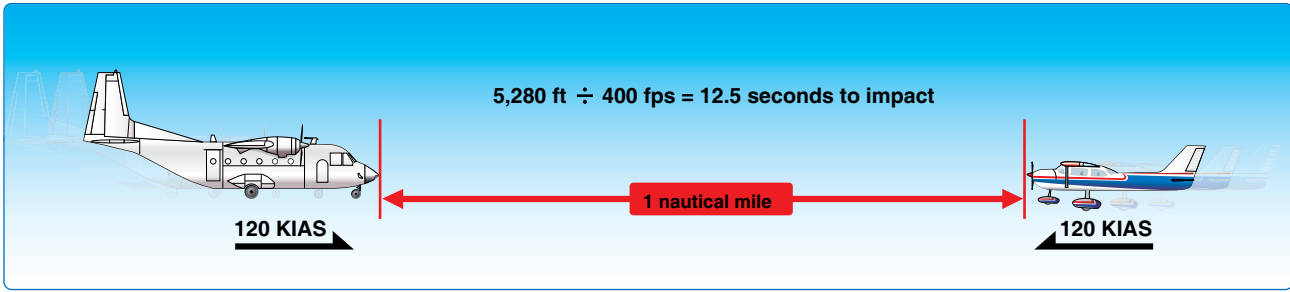 5,280 ft ÷ 400 fps = 12.5 seconds to impact
1 nautical mile
120 KIAS
120 KIAS